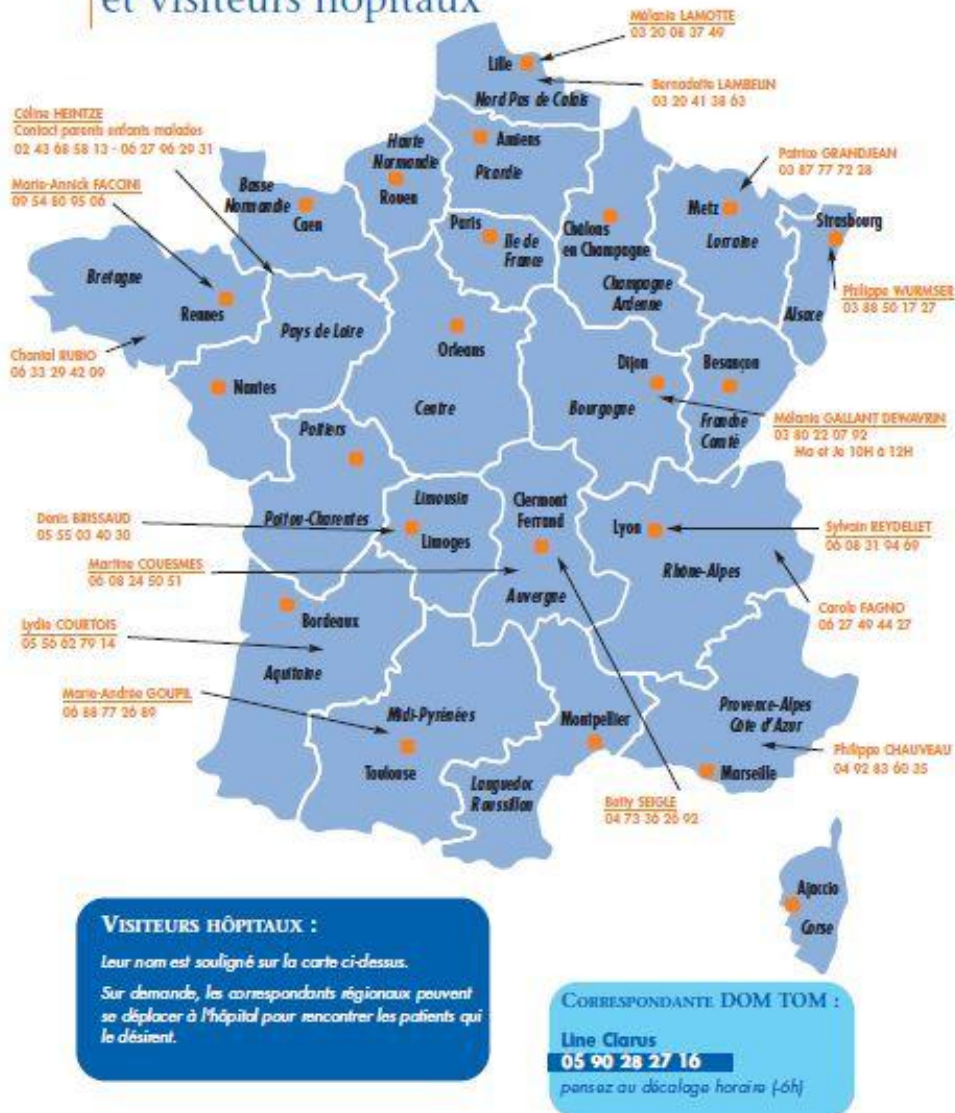 et visiteurs hôpitaux
Mélanie LAMOTTE
03 20 08 37 49
Lille
Bernadette LAMBELIN
03 20 41 38 63
Nord Pas de Calais
Céline HEINTZE
Contact parents enfants malades
02 43 68 58 13 - 06 27 96 29 31
Haute
Normandie
Rouen
Amiens
Picardie
Patrice GRANDJEAN
03 87 77 72 28
Marie-Annick FACCINI
09 54 80 95 06
Basse
Normandie
Caen
Paris
Ile de
France
Châlons
en Champagne
Champagne
Ardenne
Metz
Lorraine
Strasbourg
Alsace
Philippe WURMSER
03 88 50 17 27
Bretagne
Rennes
Pays de Loire
Chantal RUBIO
06 33 29 42 09
Nantes
Orleans
Centre
Dijon
Bourgogne
Besançon
Franche
Comté
Mélanie GALLANT DEWAVRIN
03 80 22 07 92
Ma et Je 10H à 12H
Poitiers
Poitou-Charentes
Denis BRISSAUD
05 55 03 40 30
Limousin
Limoges
Clermont
Ferrand
Auvergne
Lyon
Rhône-Alpes
Sylvain REYDELLET
06 08 31 94 69
Martine COUESMES
06 08 24 50 51
Carole FAGNO
06 27 49 44 27
Lydie COURTOIS
05 56 62 79 14
Bordeaux
Aquitaine
Marie-Andrée GOUPIL
06 88 77 26 89
Midi-Pyrénées
Toulouse
Montpellier
Languedoc
Roussillon
Provence-Alpes
Côte d'Azur
Marseille
Philippe CHAUVEAU
04 92 83 60 35
Betty SEIGLE
04 73 36 26 92
Ajaccio
Corse
VISITEURS HÔPITAUX :
Leur nom est souligné sur la carte ci-dessus.
Sur demande, les correspondants régionaux peuvent
se déplacer à l'hôpital pour rencontrer les patients qui
le désirent.
CORRESPONDANTE DOM TOM :
Line Clarus
05 90 28 27 16
pensez au décalage horaire (-6h)